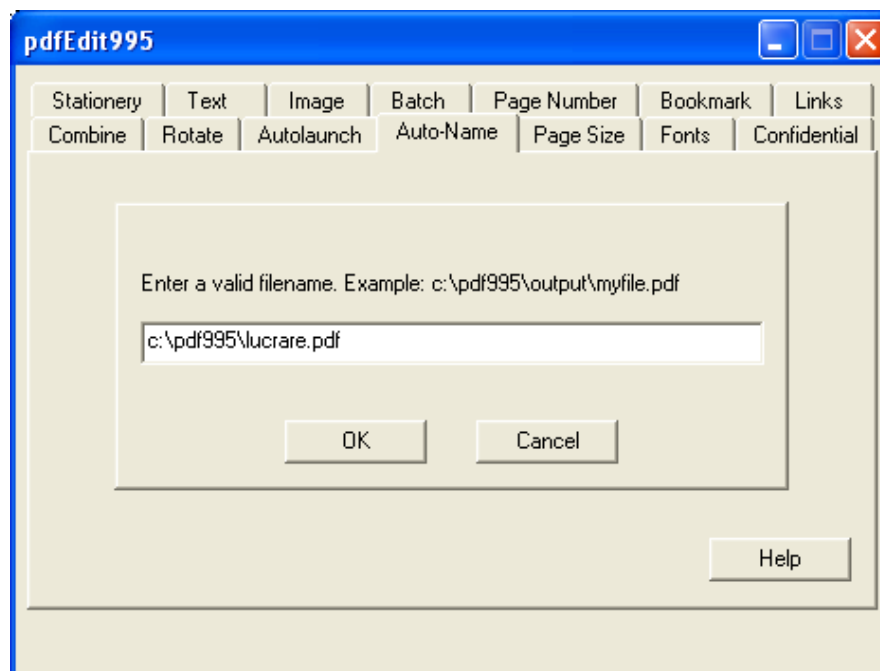 pdfEdit995
Stationery Text Image Batch Page Number Bookmark Links
Combine Rotate Autolaunch Auto-Name Page Size Fonts Confidential
Enter a valid filename. Example: c:\pdf995\output\myfile.pdf
c:\pdf995\lucrare.pdf
OK Cancel
Help